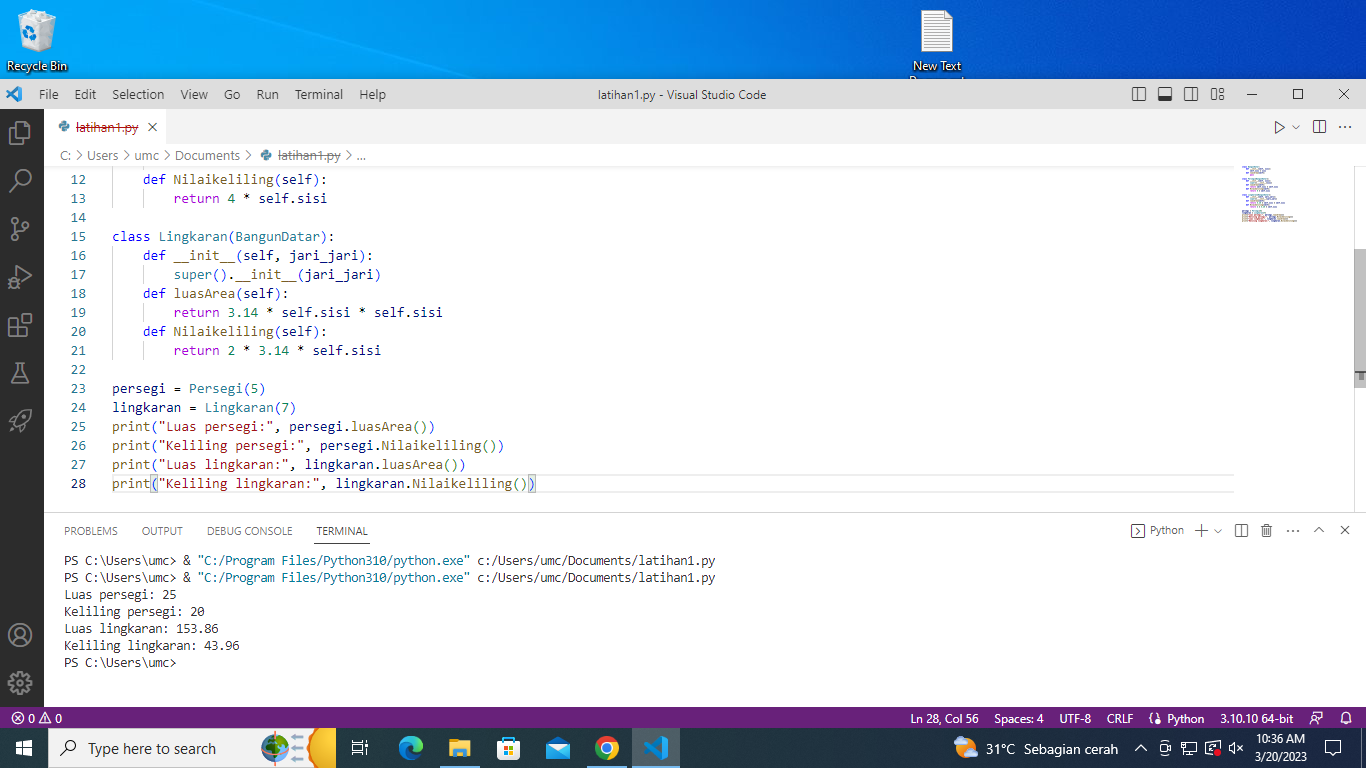 Recycle Bin
New Text
File Edit Selection View Go Run Terminal Help
latihan1.py - Visual Studio Code
latihan1.py
C: > Users > umc > Documents > latihan1.py > ...
12 def Nilaikeliling(self):
13 return 4 * self.sisi
14
15 class Lingkaran(BangunDatar):
16 def __init__(self, jari_jari):
17 super().__init__(jari_jari)
18 def luasArea(self):
19 return 3.14 * self.sisi * self.sisi
20 def Nilaikeliling(self):
21 return 2 * 3.14 * self.sisi
22
23 persegi = Persegi(5)
24 lingkaran = Lingkaran(7)
25 print("Luas persegi:", persegi.luasArea())
26 print("Keliling persegi:", persegi.Nilaikeliling())
27 print("Luas lingkaran:", lingkaran.luasArea())
28 print("Keliling lingkaran:", lingkaran.Nilaikeliling())
PROBLEMS OUTPUT DEBUG CONSOLE TERMINAL
Python
PS C:\Users\umc> & "C:/Program Files/Python310/python.exe" c:/Users/umc/Documents/latihan1.py
PS C:\Users\umc> & "C:/Program Files/Python310/python.exe" c:/Users/umc/Documents/latihan1.py
Luas persegi: 25
Keliling persegi: 20
Luas lingkaran: 153.86
Keliling lingkaran: 43.96
PS C:\Users\umc>
0 0
Ln 28, Col 56 Spaces: 4 UTF-8 CRLF Python 3.10.10 64-bit
Type here to search
31°C Sebagian cerah
10:36 AM
3/20/2023